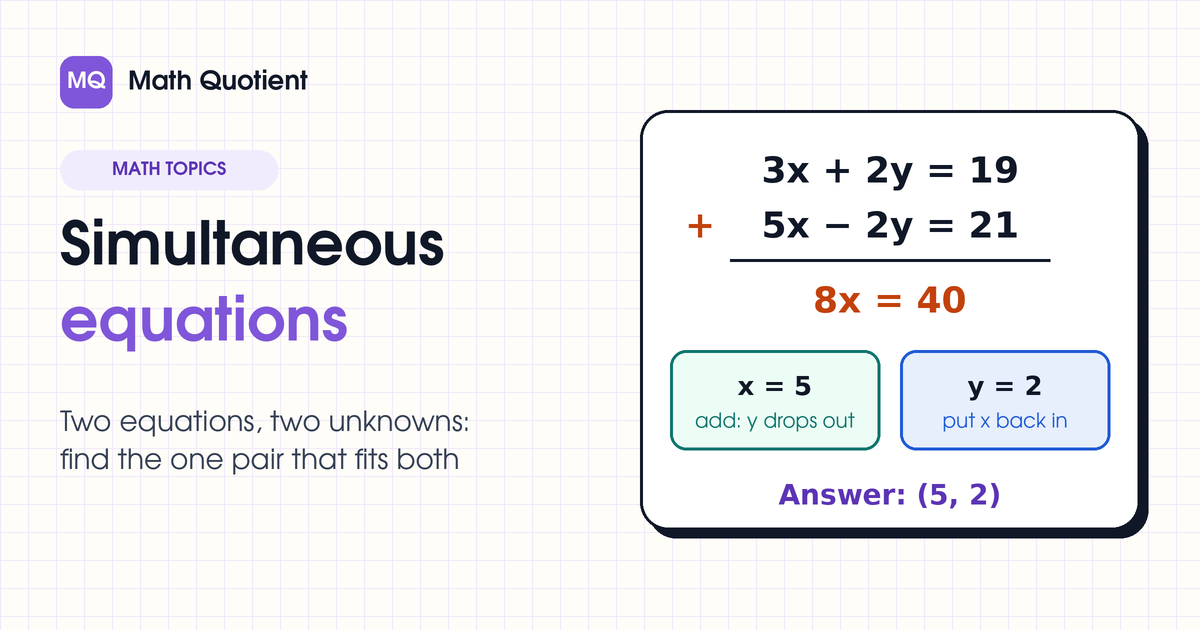 MQ Math Quotient
MATH TOPICS
Simultaneous
equations
Two equations, two unknowns:
find the one pair that fits both
3x + 2y = 19
+ 5x − 2y = 21
8x = 40
x = 5
add: y drops out
y = 2
put x back in
Answer: (5, 2)